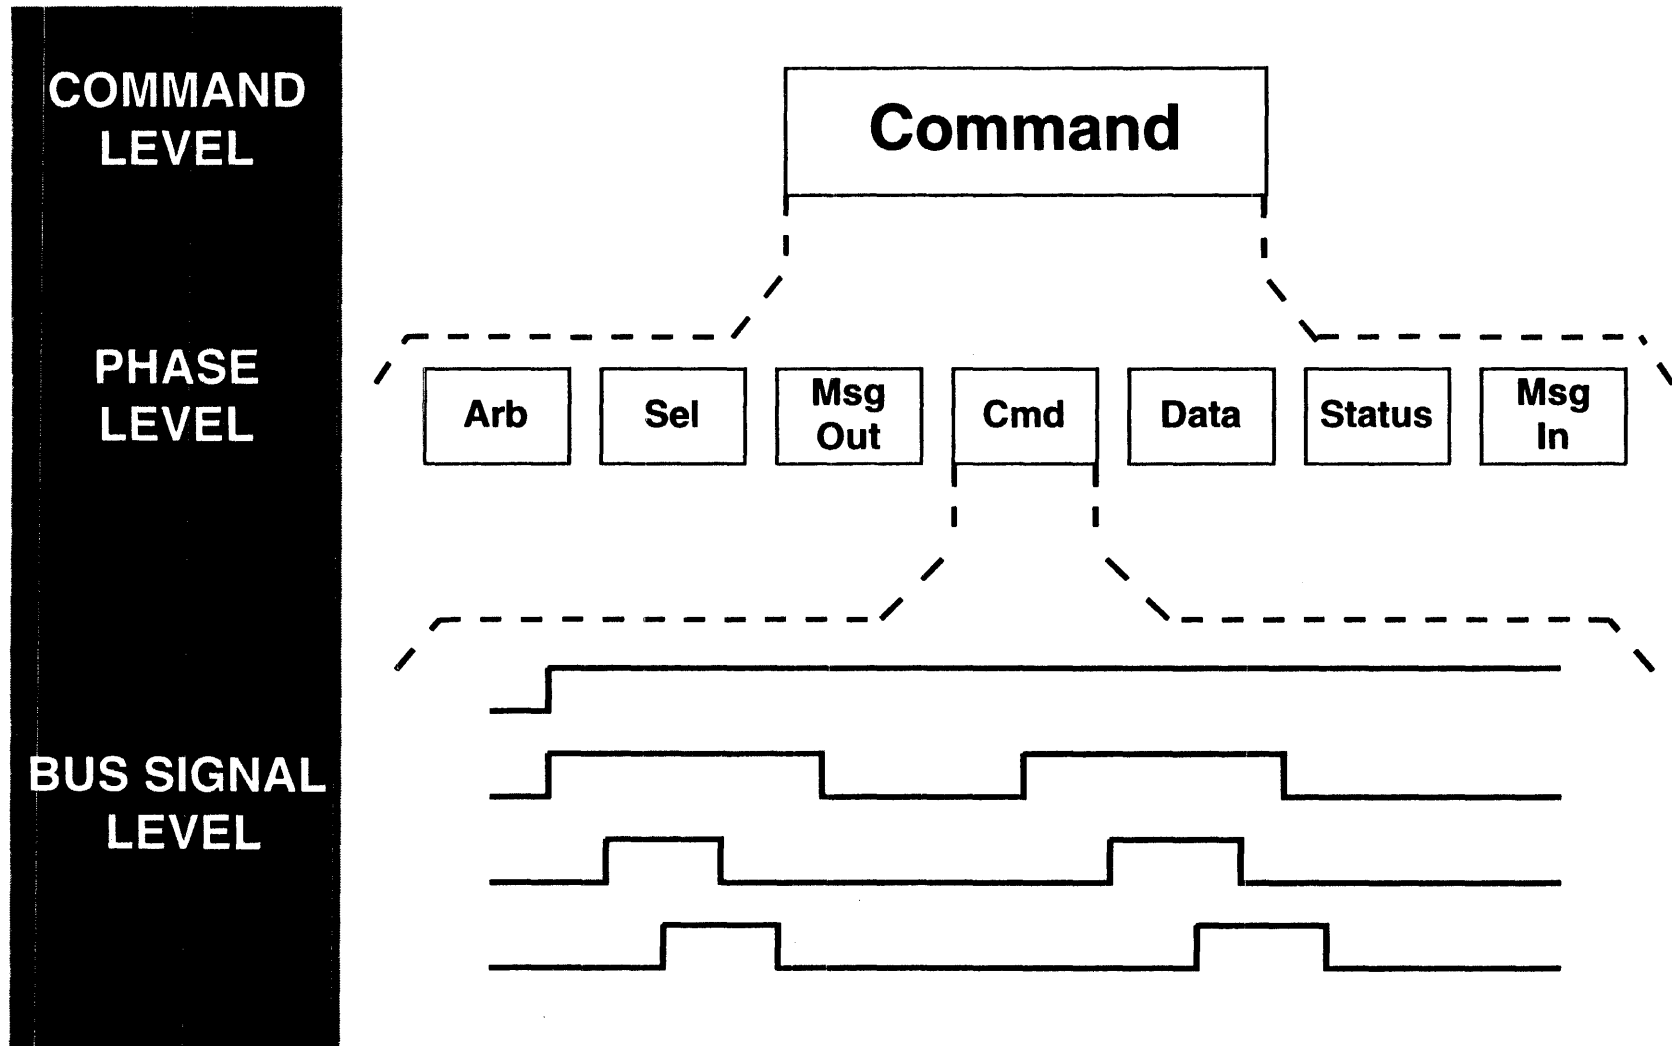 COMMAND
LEVEL
Command
PHASE
LEVEL
Arb
Sel
Msg
Out
Cmd
Data
Status
Msg
In
BUS SIGNAL
LEVEL